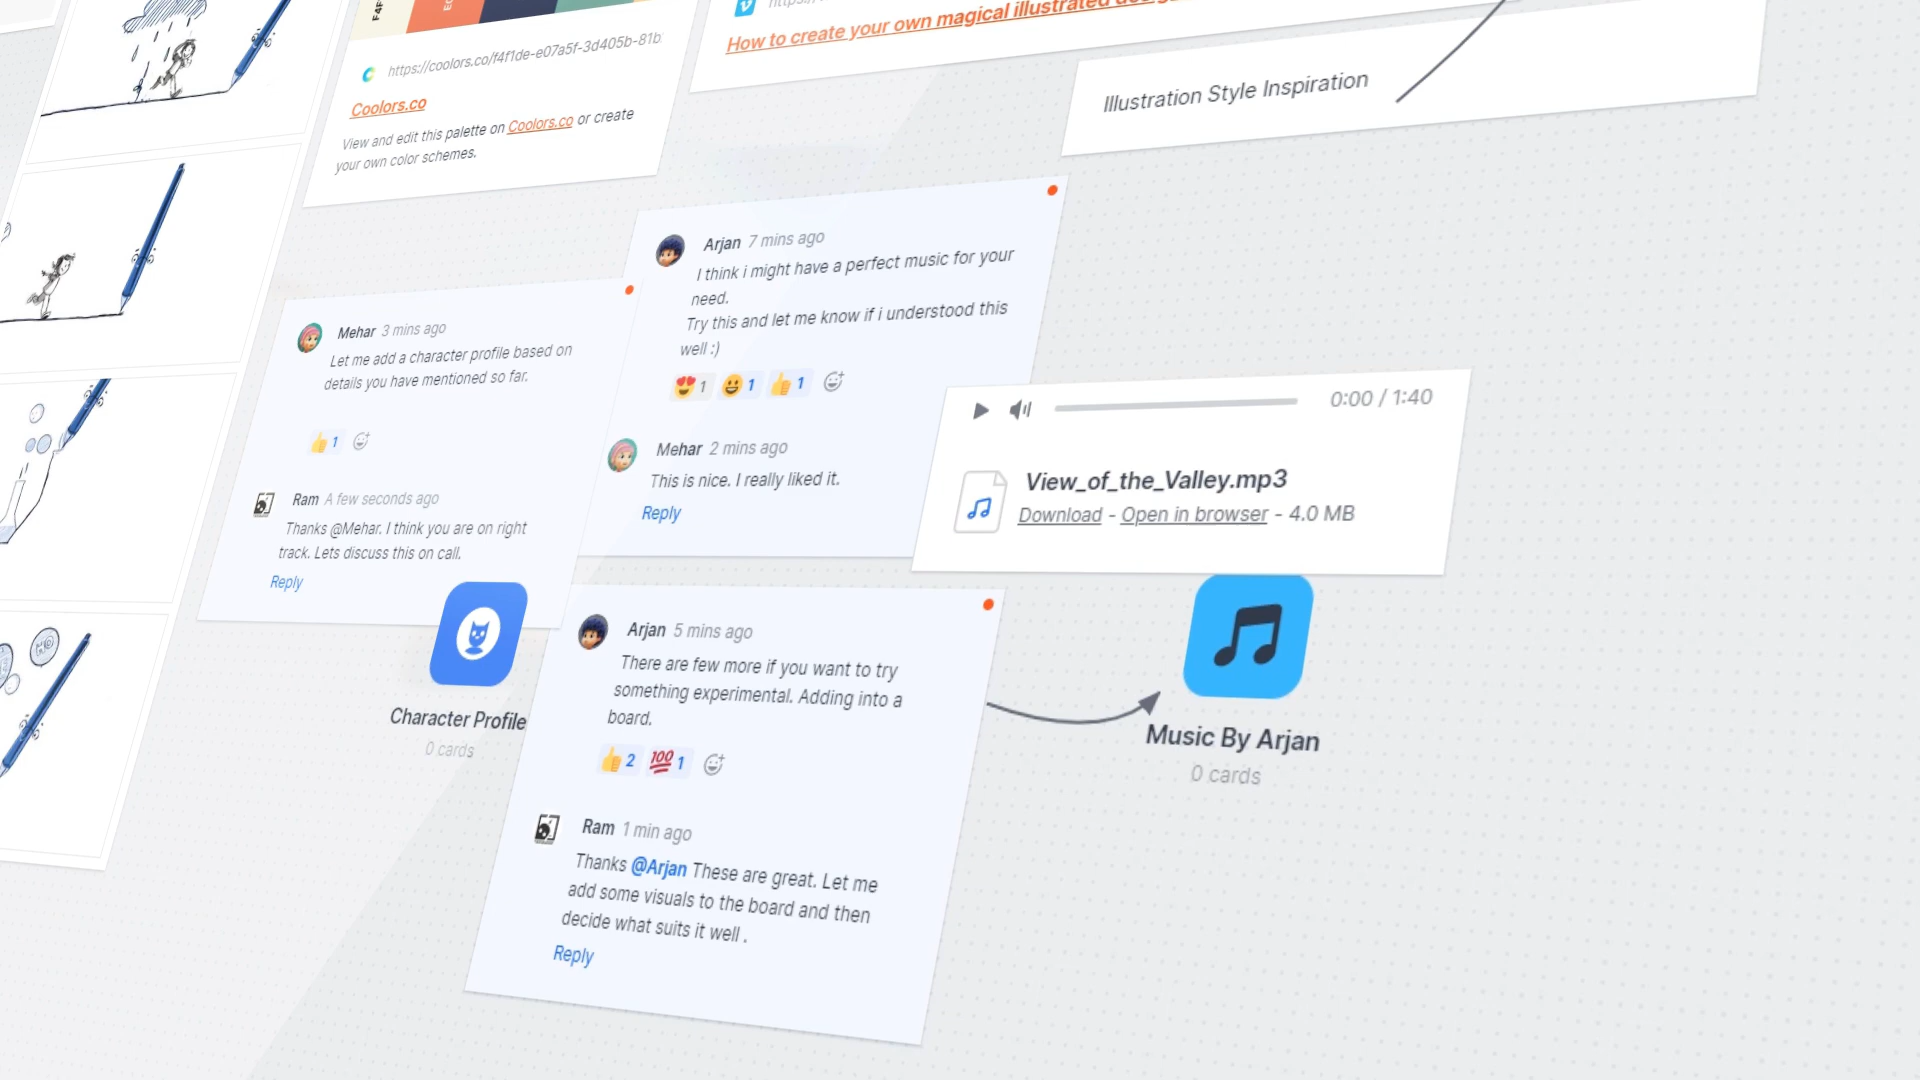 F4F
https://coolors.co/f4f1de-e07a5f-3d405b-81b
Coolors.co
View and edit this palette on Coolors.co or create
your own color schemes.
How to create your own magical illustrated
Illustration Style Inspiration
Arjan 7 mins ago
I think i might have a perfect music for your
need.
Try this and let me know if i understood this
well :)
1 1 1
Mehar 2 mins ago
This is nice. I really liked it.
Reply
Mehar 3 mins ago
Let me add a character profile based on
details you have mentioned so far.
1
Ram A few seconds ago
Thanks @Mehar. I think you are on right
track. Lets discuss this on call.
Reply
Character Profile
0 cards
0:00 / 1:40
View_of_the_Valley.mp3
Download - Open in browser - 4.0 MB
Arjan 5 mins ago
There are few more if you want to try
something experimental. Adding into a
board.
2 100 1
Ram 1 min ago
Thanks @Arjan These are great. Let me
add some visuals to the board and then
decide what suits it well .
Reply
Music By Arjan
0 cards